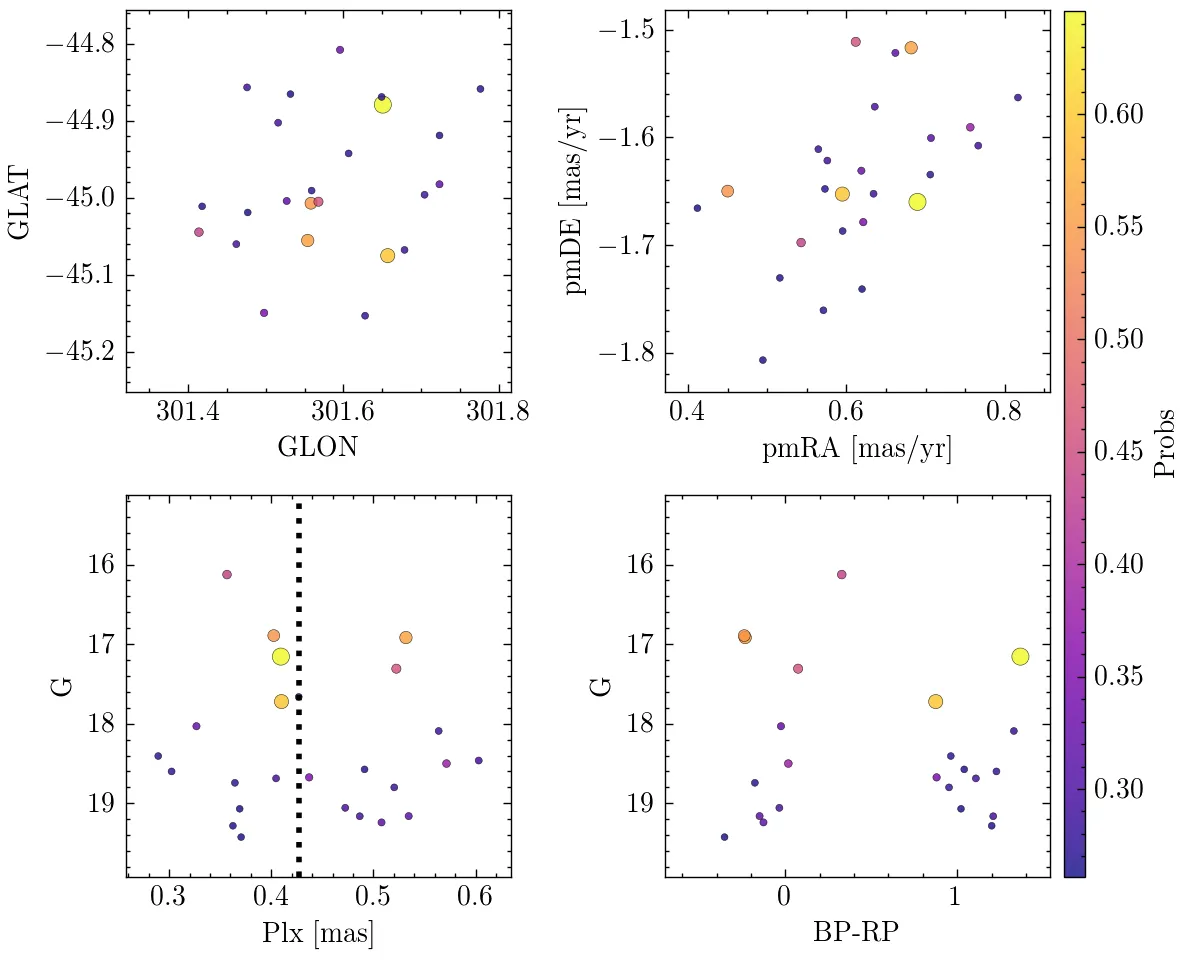 −44.8
−44.9
−45.0
−45.1
−45.2
GLAT
301.4 301.6 301.8
GLON
−1.5
−1.6
−1.7
−1.8
pmDE [mas/yr]
0.4 0.6 0.8
pmRA [mas/yr]
16
17
18
19
G
0.3 0.4 0.5 0.6
Plx [mas]
16
17
18
19
G
0 1
BP-RP
0.60
0.55
0.50
0.45
0.40
0.35
0.30
Probs